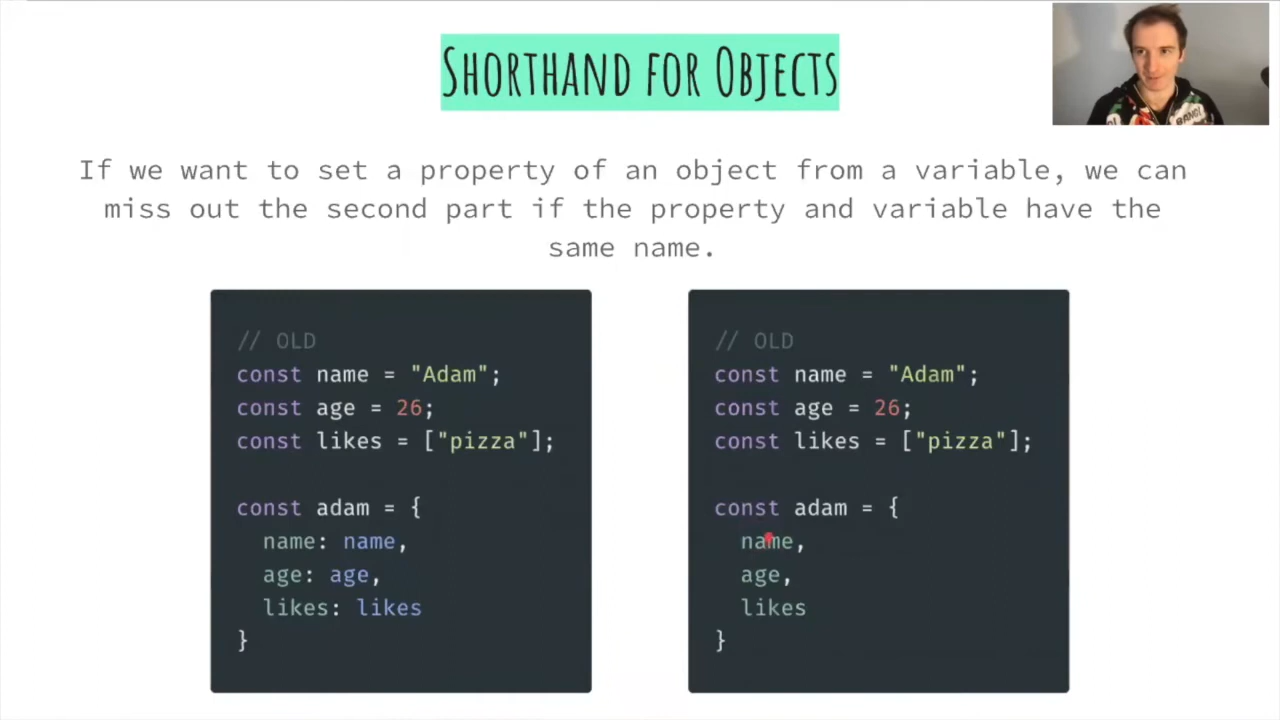 Shorthand for Objects
If we want to set a property of an object from a variable, we can
miss out the second part if the property and variable have the
same name.
// OLD
const name = "Adam";
const age = 26;
const likes = ["pizza"];
const adam = {
name: name,
age: age,
likes: likes
}
// OLD
const name = "Adam";
const age = 26;
const likes = ["pizza"];
const adam = {
name,
age,
likes
}